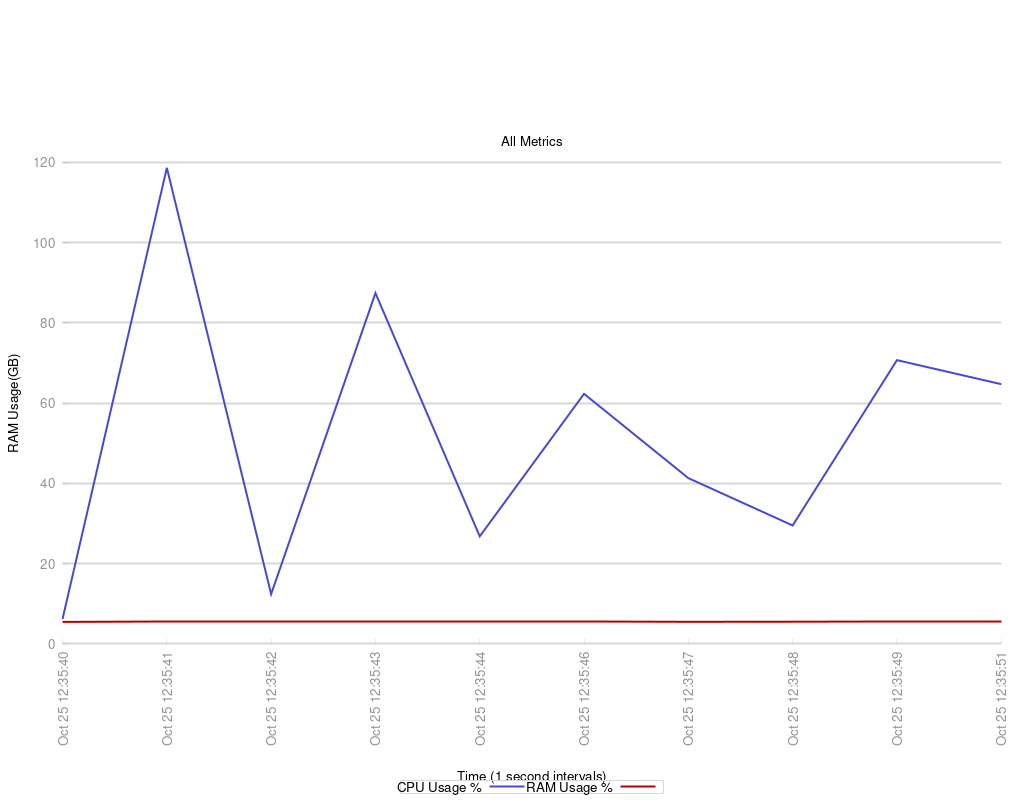 All Metrics
120
100
80
60
40
20
0
RAM Usage(GB)
Oct 25 12:35:40
Oct 25 12:35:41
Oct 25 12:35:42
Oct 25 12:35:43
Oct 25 12:35:44
Oct 25 12:35:46
Oct 25 12:35:47
Oct 25 12:35:48
Oct 25 12:35:49
Oct 25 12:35:51
Time (1 second intervals)
CPU Usage % RAM Usage %